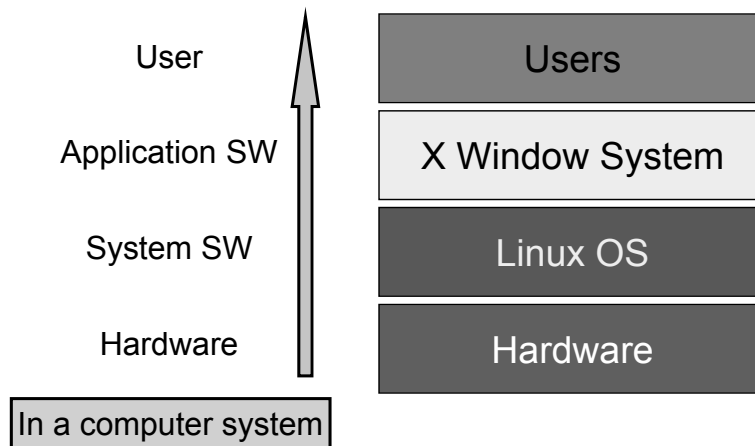 User
Users
Application SW
X Window System
System SW
Linux OS
Hardware
Hardware
In a computer system